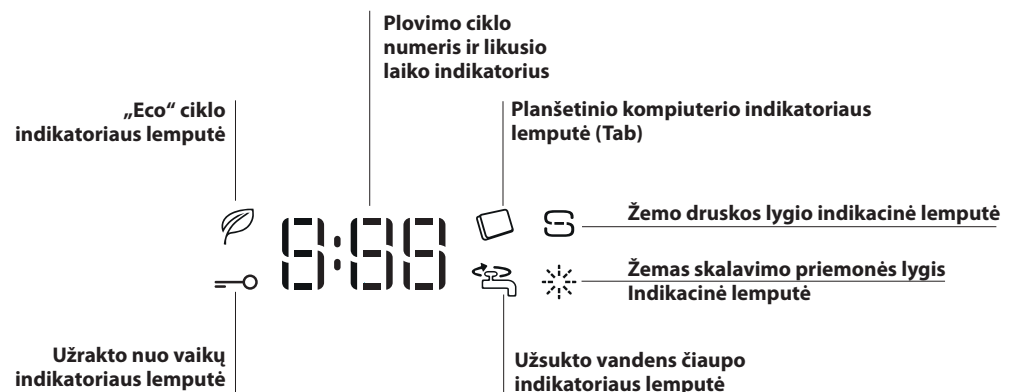 Plovimo ciklo
numeris ir likusio
laiko indikatorius
„Eco“ ciklo
indikatoriaus lemputė
Planšetinio kompiuterio indikatoriaus
lemputė (Tab)
8:88
Žemo druskos lygio indikacinė lemputė
Žemas skalavimo priemonės lygis
Indikacinė lemputė
Užrakto nuo vaikų
indikatoriaus lemputė
Užsukto vandens čiaupo
indikatoriaus lemputė